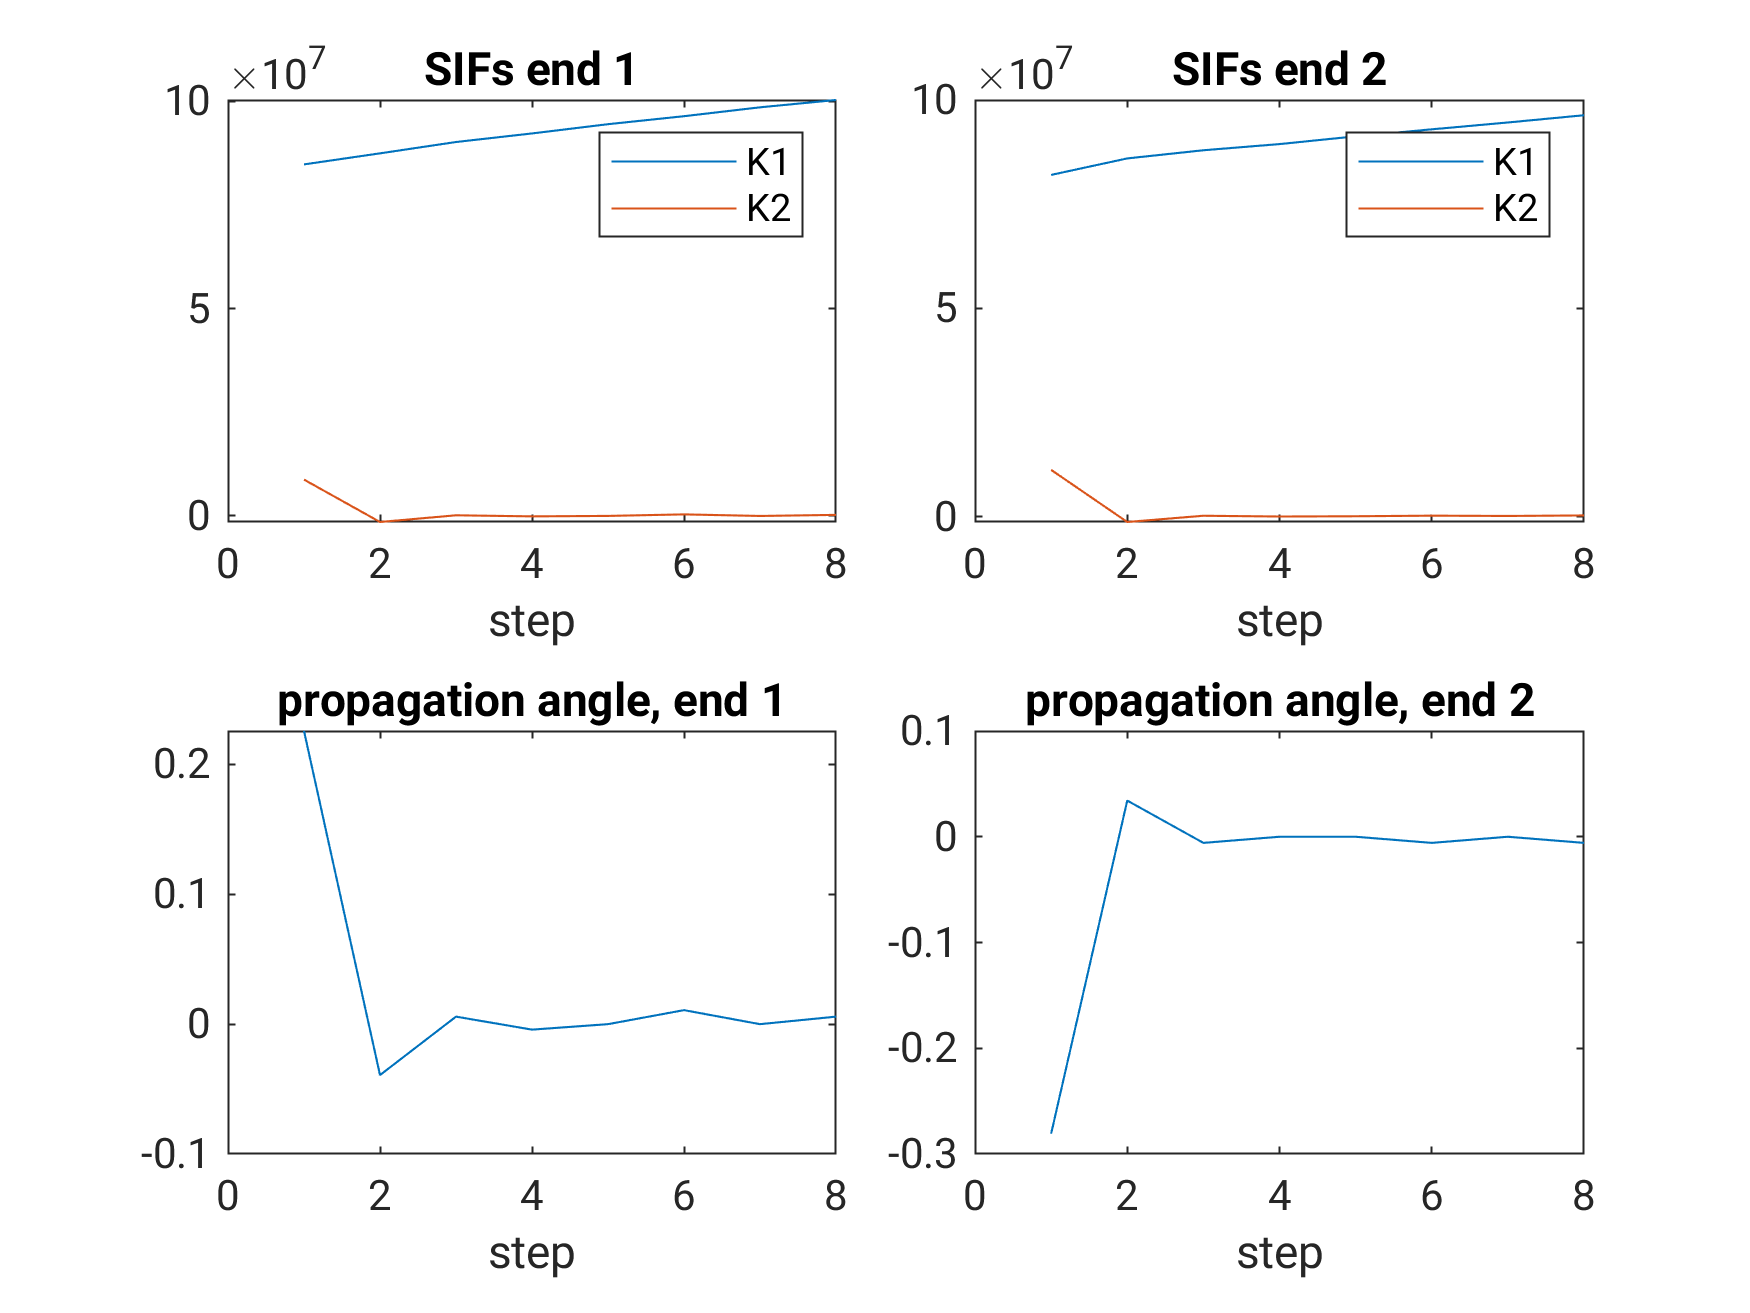 SIFs end 1
×10⁷
10
5
0
0 2 4 6 8
step
K1
K2
SIFs end 2
×10⁷
10
5
0
0 2 4 6 8
step
K1
K2
propagation angle, end 1
0.2
0.1
0
-0.1
0 2 4 6 8
step
propagation angle, end 2
0.1
0
-0.1
-0.2
-0.3
0 2 4 6 8
step